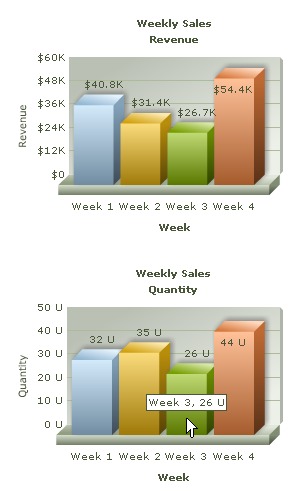 Weekly Sales
Revenue
$60K
$48K
$36K
$24K
$12K
$0
Revenue
$40.8K
$31.4K
$26.7K
$54.4K
Week 1 Week 2 Week 3 Week 4
Week
Weekly Sales
Quantity
50 U
40 U
30 U
20 U
10 U
0 U
Quantity
32 U
35 U
26 U
44 U
Week 3, 26 U
Week 1 Week 2 Week 3 Week 4
Week